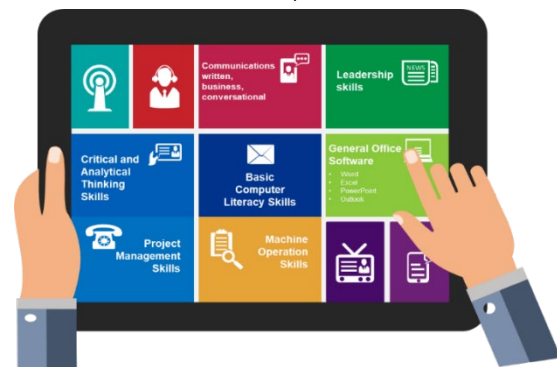 Communications
written,
business,
conversational
Leadership
skills
NEWS
Critical and
Analytical
Thinking
Skills
Basic
Computer
Literacy Skills
General Office
Software
• Word
• Excel
• PowerPoint
• Outlook
Project
Management
Skills
Machine
Operation
Skills